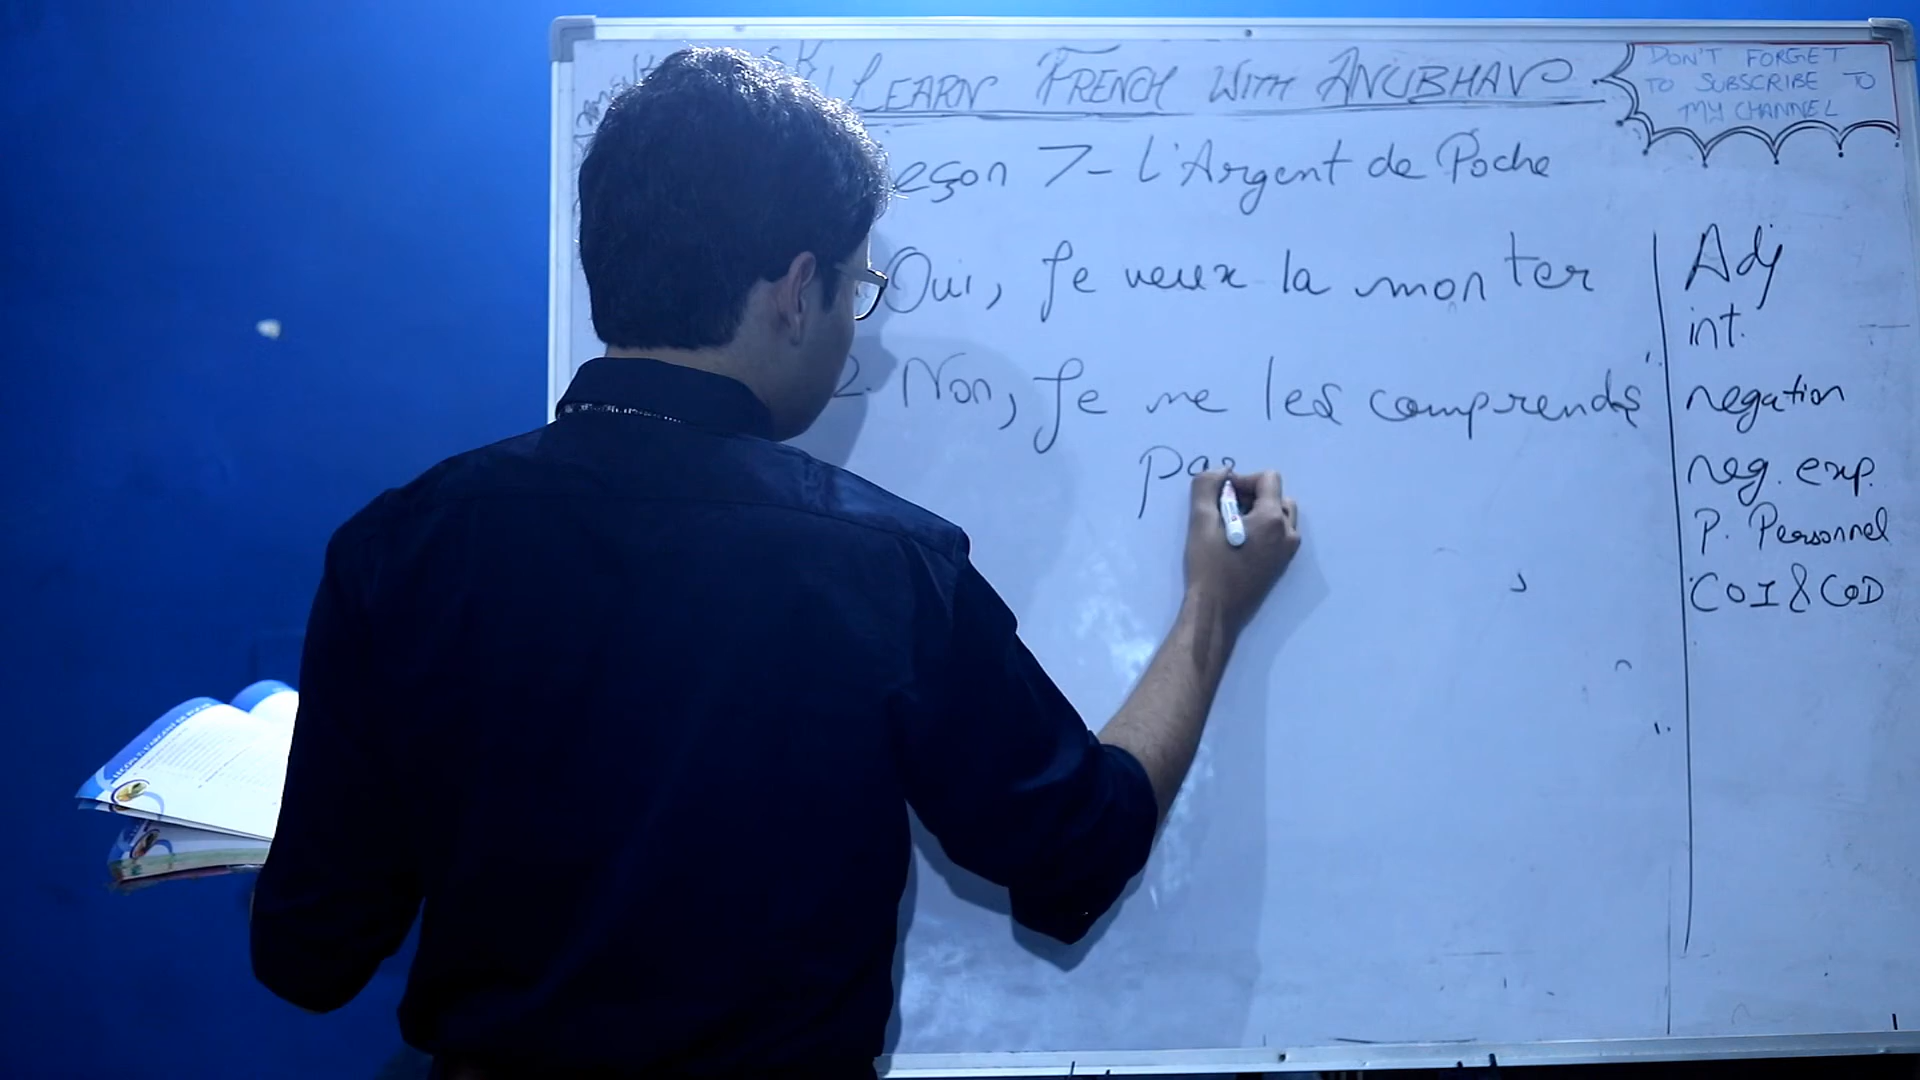 LEARN FRENCH WITH ANUBHAV
DON'T FORGET
TO SUBSCRIBE TO
MY CHANNEL
eçon 7- L'Argent de Poche
Oui, Je veux la monter
2. Non, Je ne les comprends
pas
Adj
int.
negation
neg. exp.
P. Personnel
COI & COD